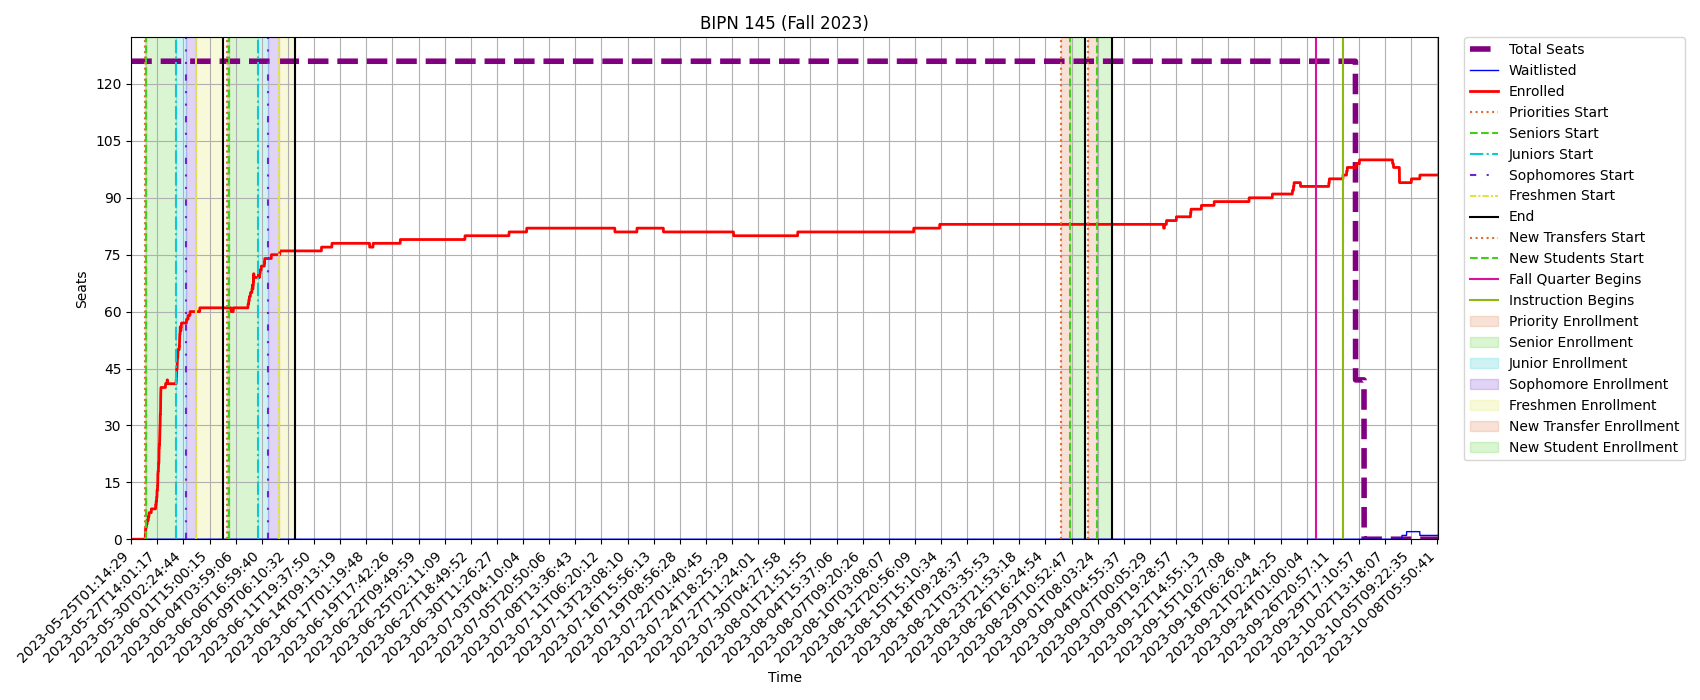 BIPN 145 (Fall 2023)
Seats
120
105
90
75
60
45
30
15
0
2023-05-25T01:14:29
2023-05-27T14:01:17
2023-05-30T02:24:44
2023-06-01T15:00:15
2023-06-04T03:59:06
2023-06-06T16:59:40
2023-06-09T06:10:32
2023-06-11T19:37:50
2023-06-14T09:13:19
2023-06-17T01:19:48
2023-06-19T17:42:26
2023-06-22T09:49:59
2023-06-25T02:11:09
2023-06-27T18:49:52
2023-06-30T11:26:27
2023-07-03T04:10:04
2023-07-05T20:50:06
2023-07-08T13:36:43
2023-07-11T06:20:12
2023-07-13T23:08:10
2023-07-16T15:56:13
2023-07-19T08:56:28
2023-07-22T01:40:45
2023-07-24T18:25:29
2023-07-27T11:24:01
2023-07-30T04:27:58
2023-08-01T21:51:55
2023-08-04T15:37:06
2023-08-07T09:20:26
2023-08-10T03:08:07
2023-08-12T20:56:09
2023-08-15T15:10:34
2023-08-18T09:28:37
2023-08-21T03:35:53
2023-08-23T21:53:18
2023-08-26T16:24:54
2023-08-29T10:52:47
2023-09-01T08:03:24
2023-09-04T04:55:37
2023-09-07T00:05:29
2023-09-09T19:28:57
2023-09-12T14:55:13
2023-09-15T10:27:08
2023-09-18T06:26:04
2023-09-21T02:24:25
2023-09-24T01:00:04
2023-09-26T20:57:11
2023-09-29T17:10:57
2023-10-02T13:18:07
2023-10-05T09:22:35
2023-10-08T05:50:41
Time
Total Seats
Waitlisted
Enrolled
Priorities Start
Seniors Start
Juniors Start
Sophomores Start
Freshmen Start
End
New Transfers Start
New Students Start
Fall Quarter Begins
Instruction Begins
Priority Enrollment
Senior Enrollment
Junior Enrollment
Sophomore Enrollment
Freshmen Enrollment
New Transfer Enrollment
New Student Enrollment